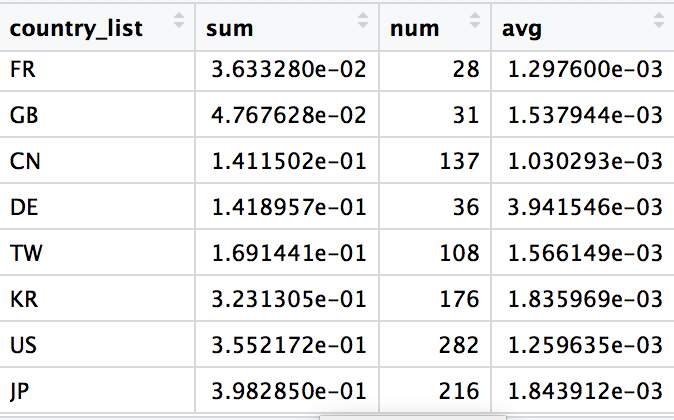 country_list sum num avg
FR 3.633280e-02 28 1.297600e-03
GB 4.767628e-02 31 1.537944e-03
CN 1.411502e-01 137 1.030293e-03
DE 1.418957e-01 36 3.941546e-03
TW 1.691441e-01 108 1.566149e-03
KR 3.231305e-01 176 1.835969e-03
US 3.552172e-01 282 1.259635e-03
JP 3.982850e-01 216 1.843912e-03